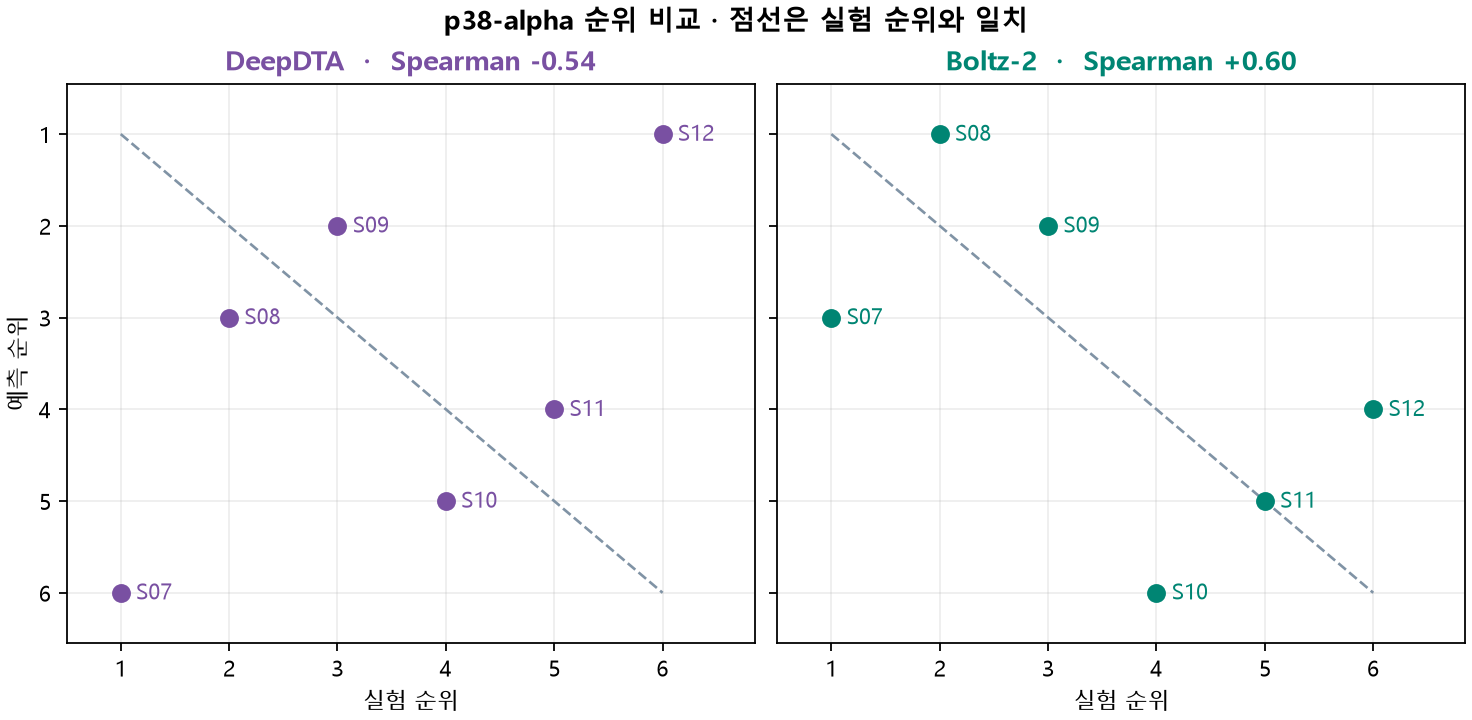 p38-alpha 순위 비교 · 점선은 실험 순위와 일치
DeepDTA · Spearman -0.54
예측 순위
1
2
3
4
5
6
S12
S09
S08
S11
S10
S07
1 2 3 4 5 6
실험 순위
Boltz-2 · Spearman +0.60
S08
S09
S07
S12
S11
S10
1 2 3 4 5 6
실험 순위